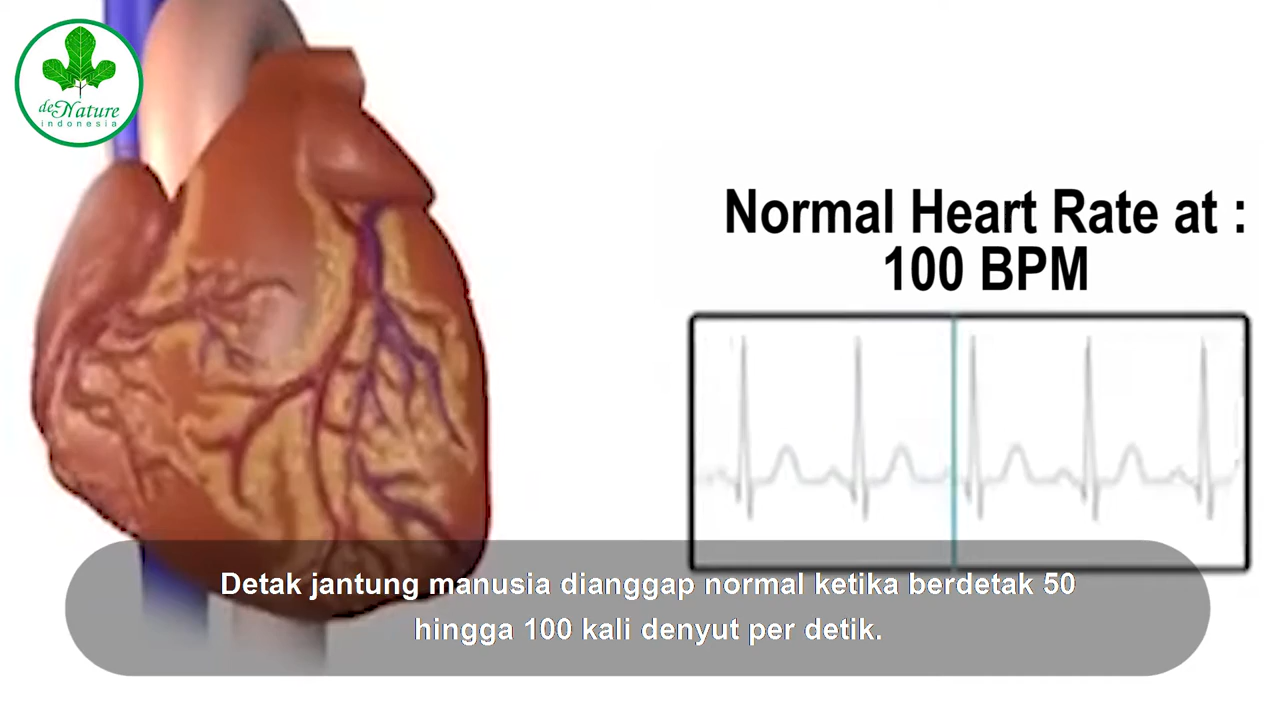 deNature
indonesia
Normal Heart Rate at :
100 BPM
Detak jantung manusia dianggap normal ketika berdetak 50
hingga 100 kali denyut per detik.